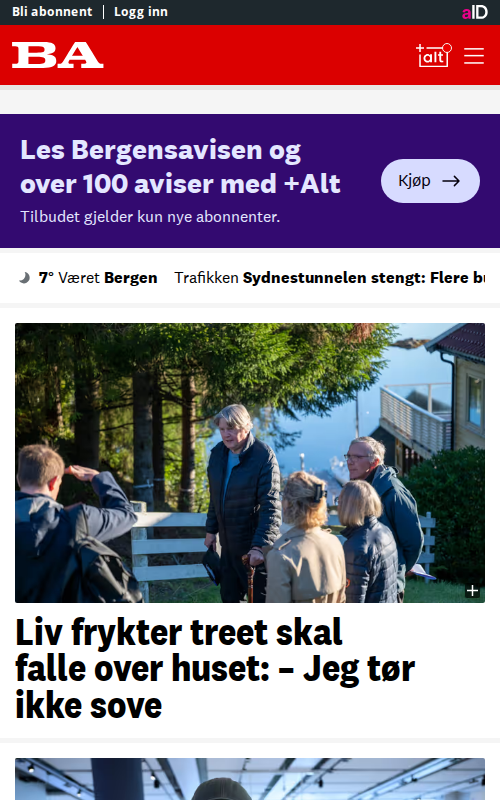 Bli abonnent | Logg inn
aID
BA
+alt
Les Bergensavisen og
over 100 aviser med +Alt
Tilbudet gjelder kun nye abonnenter.
Kjøp →
7° Været Bergen
Trafikken Sydnestunnelen stengt: Flere
Liv frykter treet skal
falle over huset: – Jeg tør
ikke sove